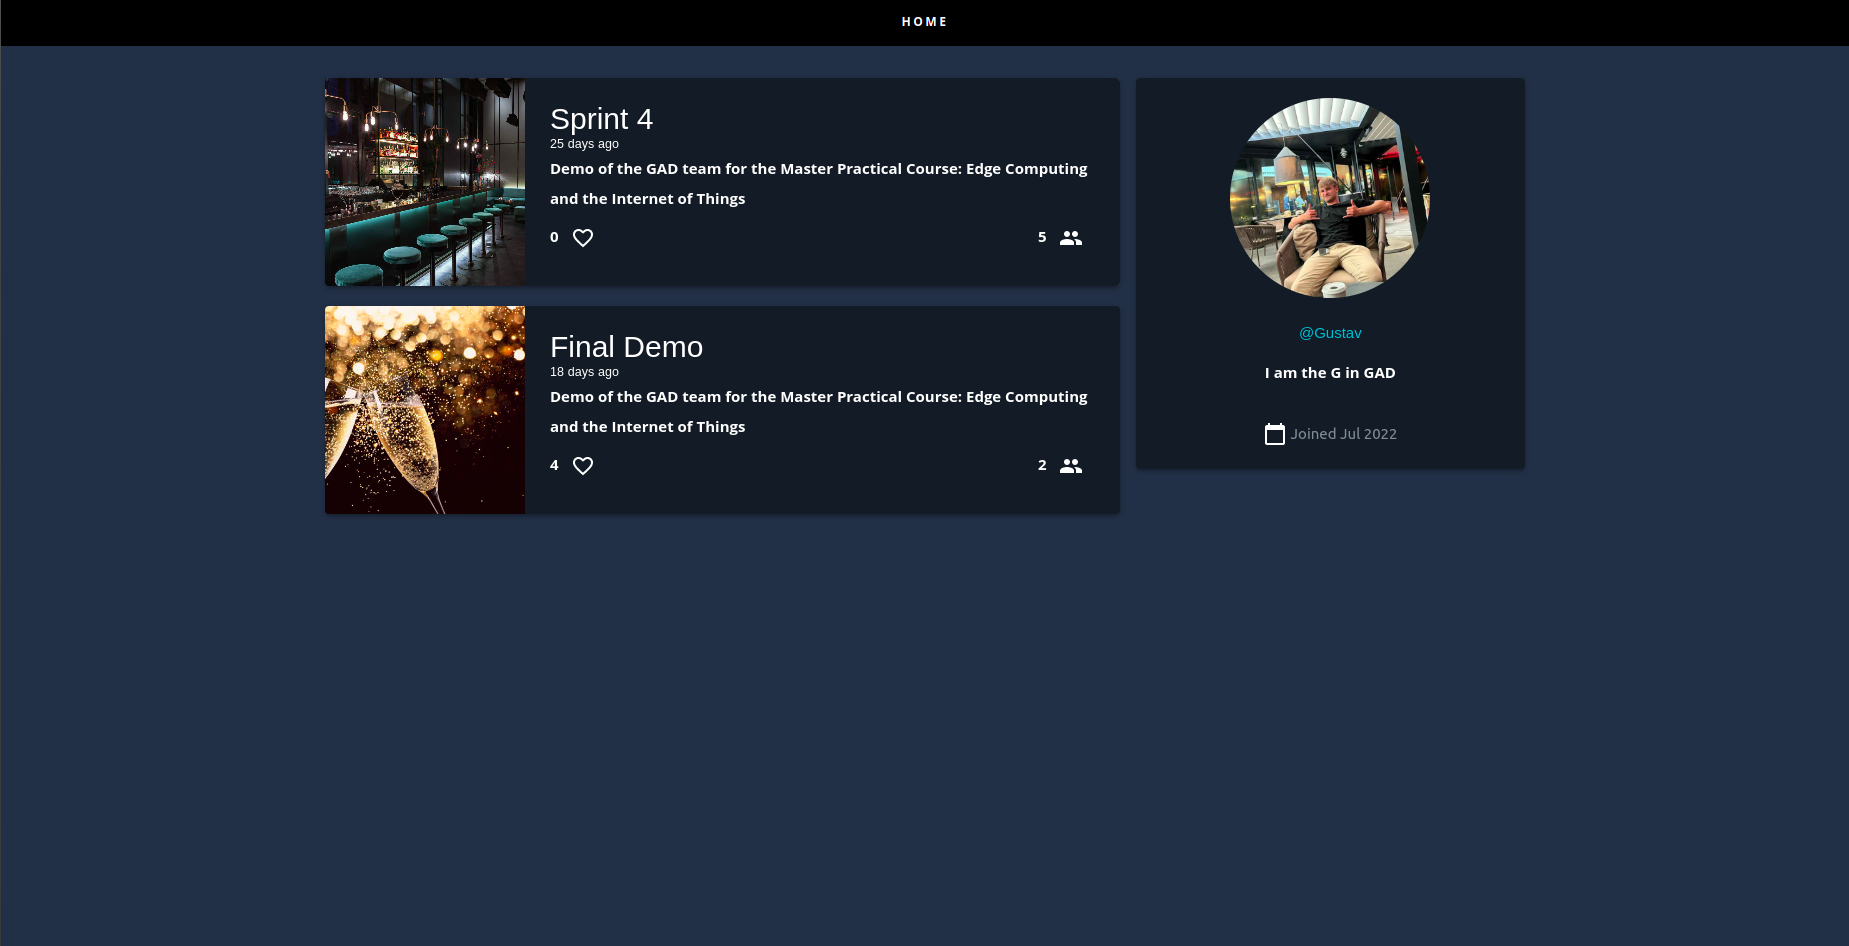 HOME
Sprint 4
25 days ago
Demo of the GAD team for the Master Practical Course: Edge Computing
and the Internet of Things
0
5
Final Demo
18 days ago
Demo of the GAD team for the Master Practical Course: Edge Computing
and the Internet of Things
4
2
@Gustav
I am the G in GAD
Joined Jul 2022